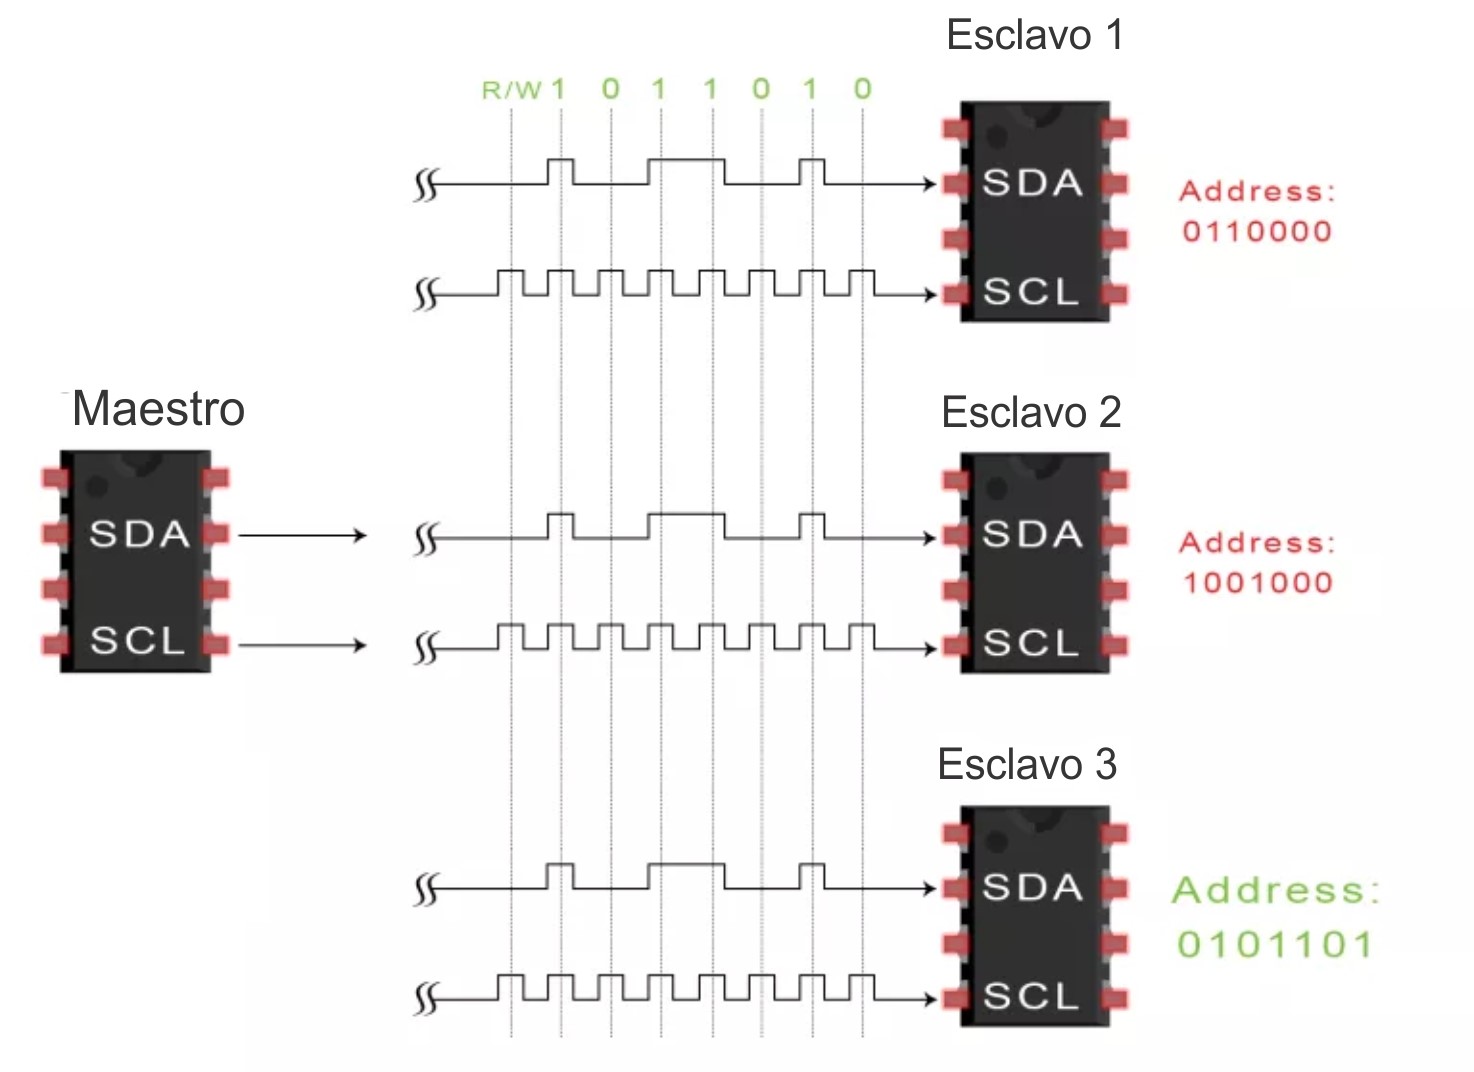 Esclavo 1
R/W 1 0 1 1 0 1 0
SDA
SCL
Address:
0110000
Maestro
SDA
SCL
Esclavo 2
SDA
SCL
Address:
1001000
Esclavo 3
SDA
SCL
Address:
0101101